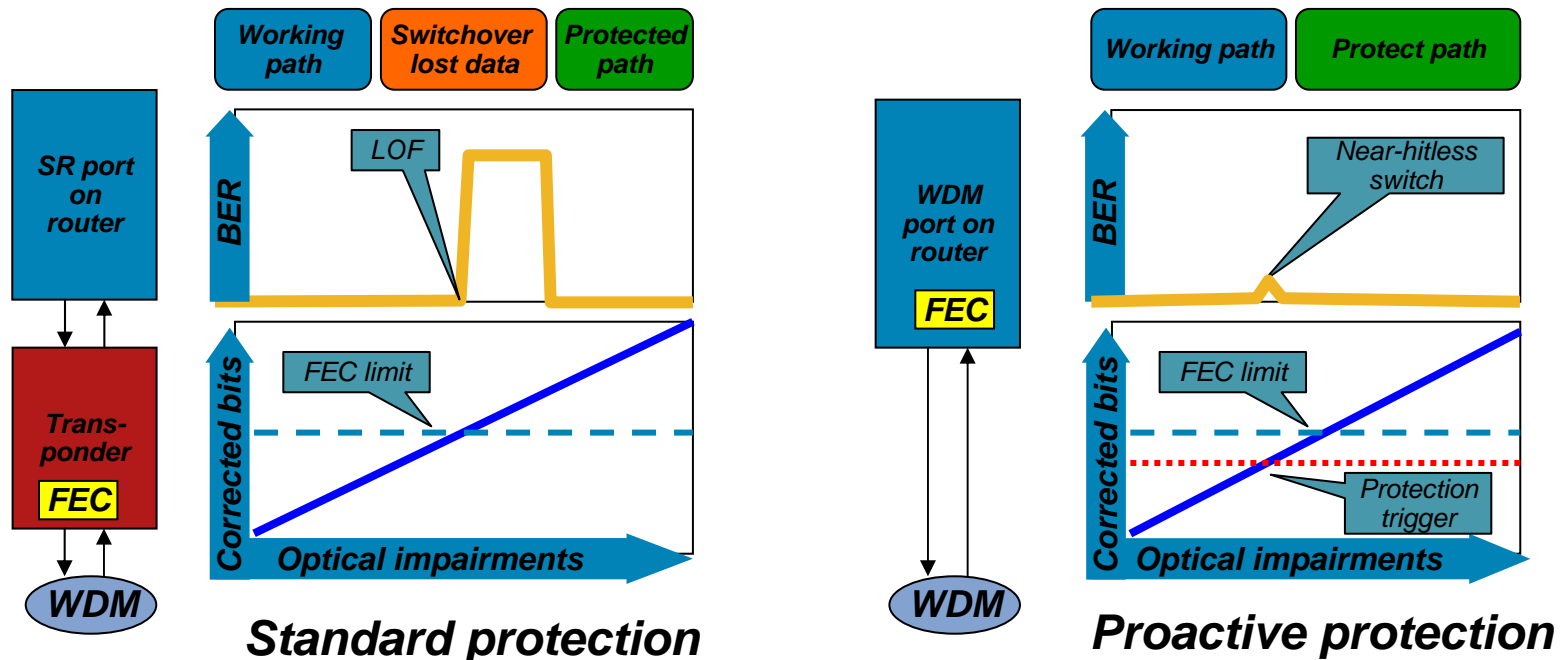 Working
path
Switchover
lost data
Protected
path
SR port
on
router
BER
LOF
Trans-
ponder
FEC
Corrected bits
FEC limit
Optical impairments
WDM
Standard protection
Working path
Protect path
WDM
port on
router
FEC
BER
Near-hitless
switch
Corrected bits
FEC limit
Protection
trigger
Optical impairments
WDM
Proactive protection